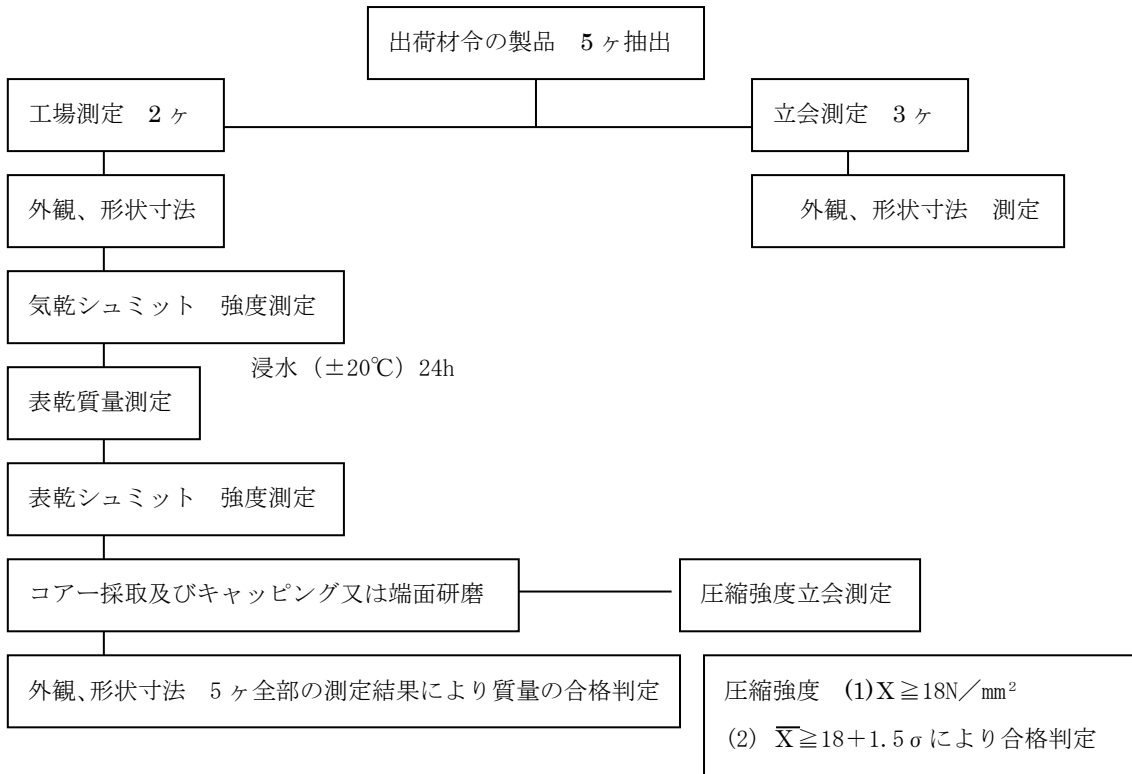 出荷材令の製品　5ヶ抽出
工場測定　2ヶ
立会測定　3ヶ
外観、形状寸法
外観、形状寸法　測定
気乾シュミット　強度測定
浸水（±20℃）24h
表乾質量測定
表乾シュミット　強度測定
コアー採取及びキャッピング又は端面研磨
圧縮強度立会測定
外観、形状寸法　5ヶ全部の測定結果により質量の合格判定
圧縮強度　(1)X≧18N／mm²
(2)　X̅≧18＋1.5σにより合格判定